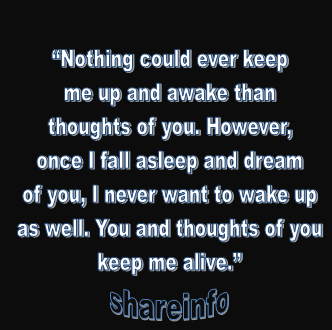 “Nothing could ever keep
me up and awake than
thoughts of you. However,
once I fall asleep and dream
of you, I never want to wake up
as well. You and thoughts of you
keep me alive.”
shareinfo